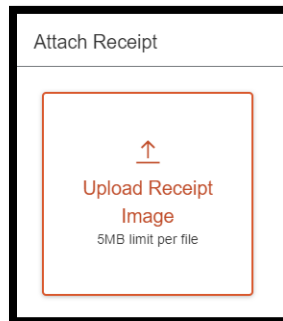 Attach Receipt
Upload Receipt
Image
5MB limit per file